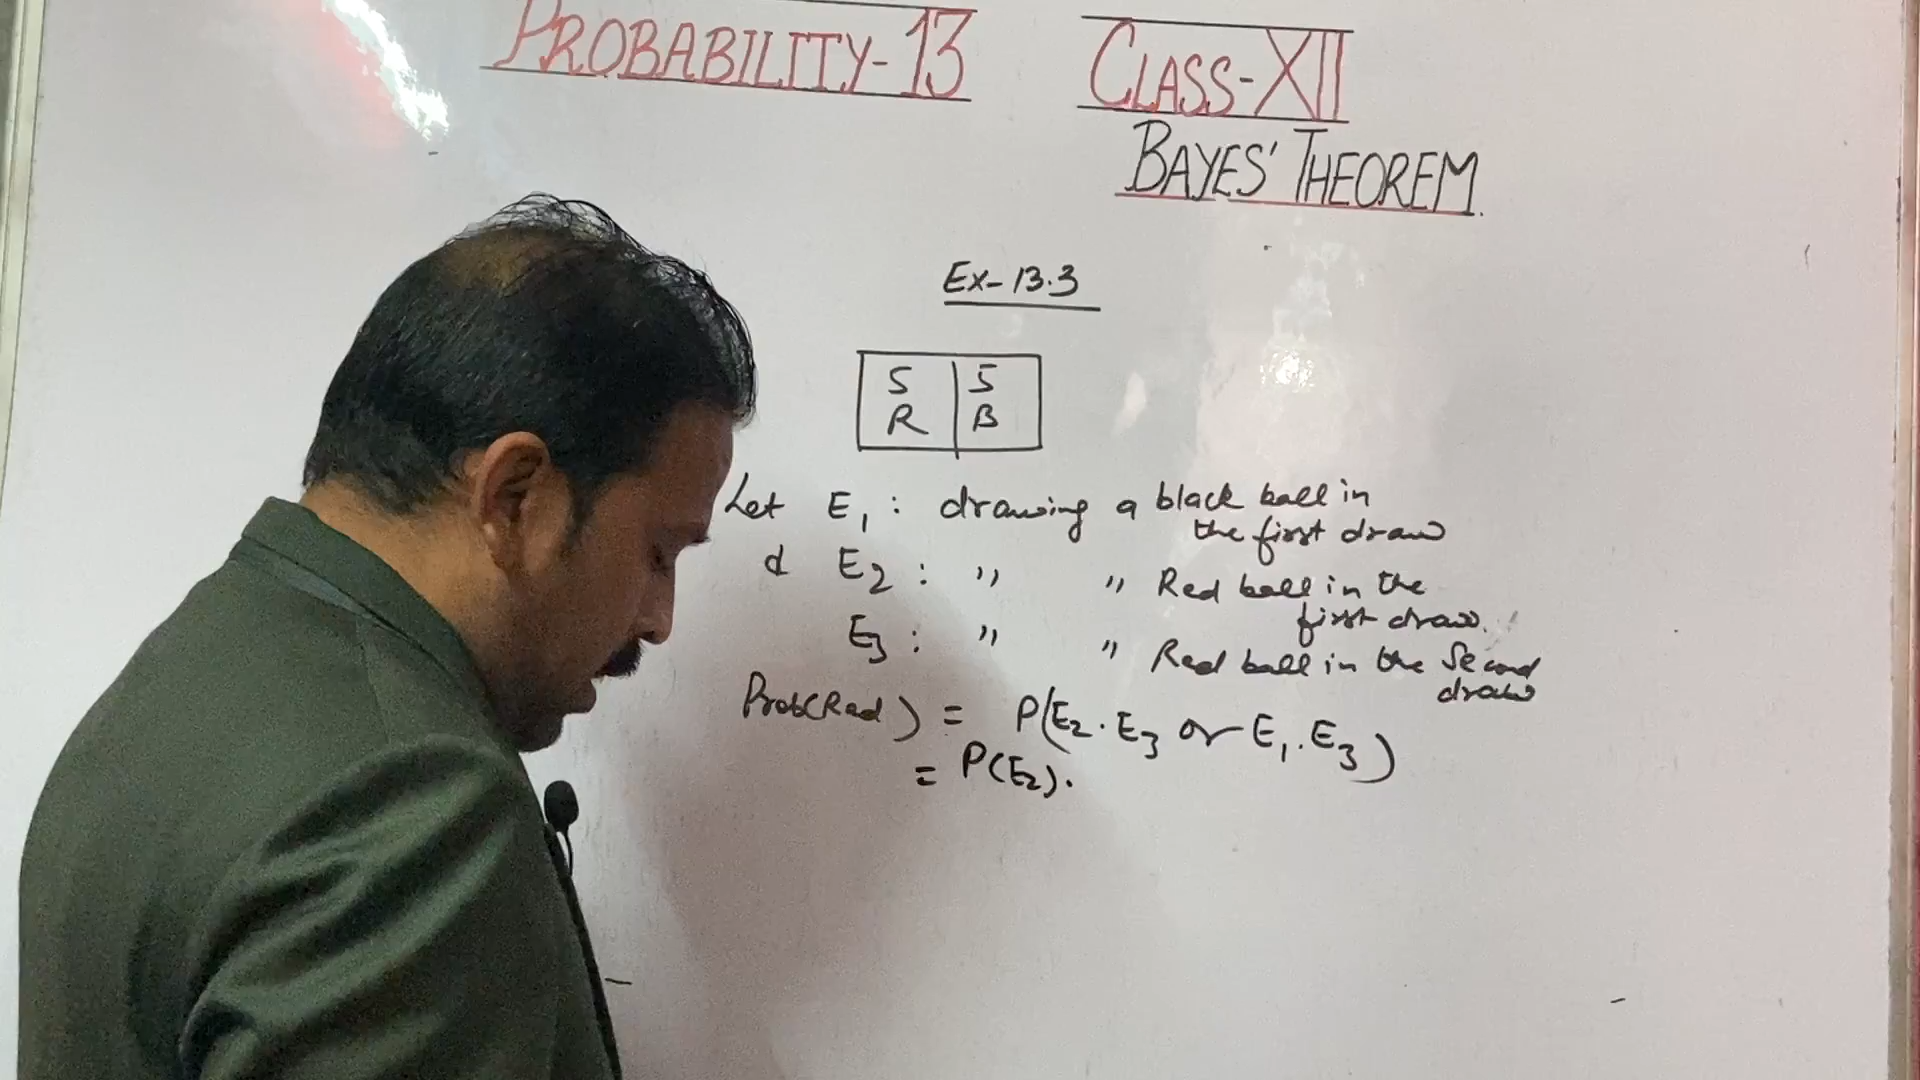 PROBABILITY-13 CLASS-XII
BAYES' THEOREM.
Ex-13.3
5 5
R B
Let E₁ : drawing a black ball in
the first draw
& E₂ : " " Red ball in the
first draw.
E₃ : " " Red ball in the Second
draw
Prob(Red) = P(E₂.E₃ or E₁.E₃)
= P(E₂).